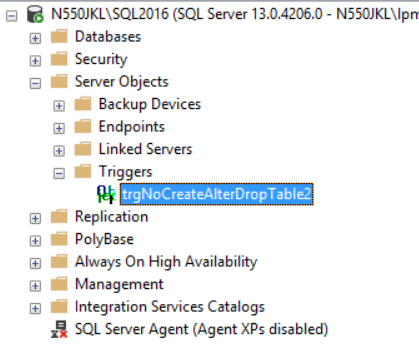 N550JKL\SQL2016 (SQL Server 13.0.4206.0 - N550JKL\Ipm
Databases
Security
Server Objects
Backup Devices
Endpoints
Linked Servers
Triggers
trgNoCreateAlterDropTable2
Replication
PolyBase
Always On High Availability
Management
Integration Services Catalogs
SQL Server Agent (Agent XPs disabled)